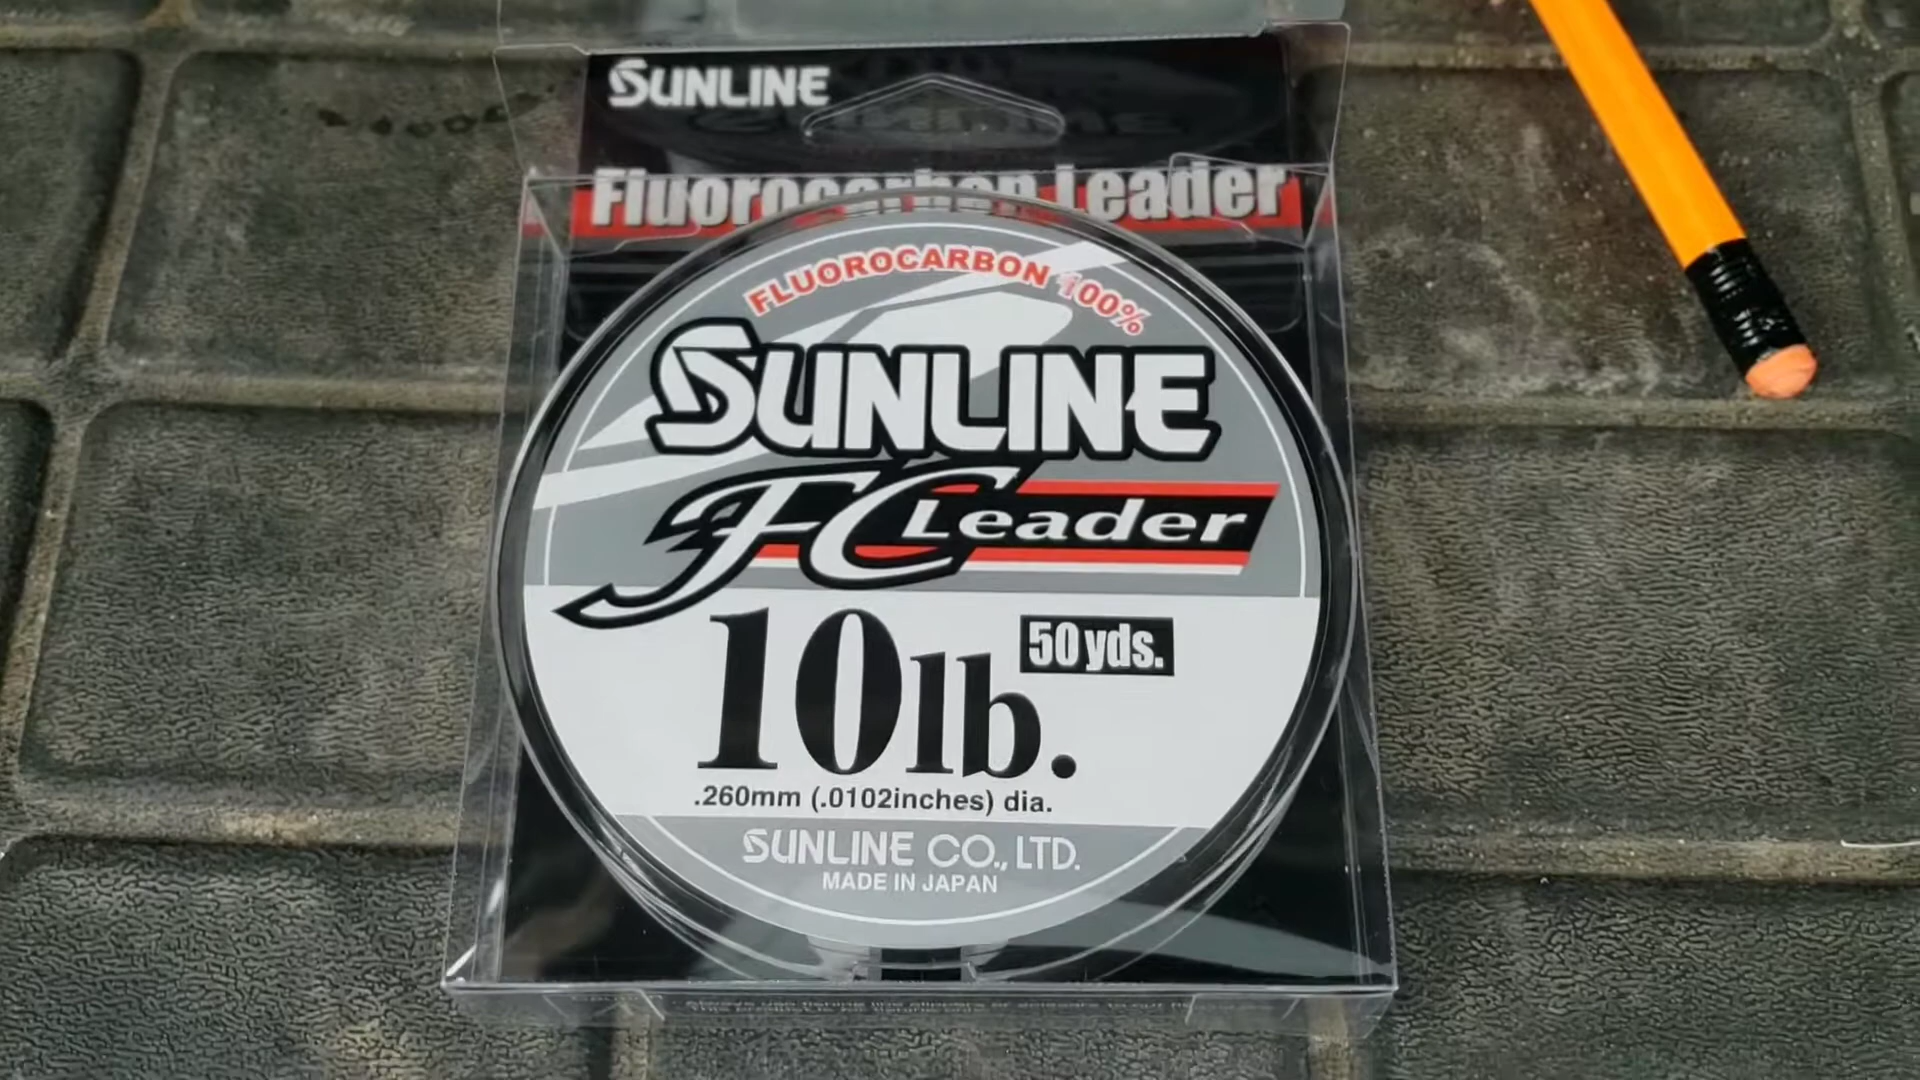 SUNLINE
Fluorocarbon Leader
FLUOROCARBON 100%
SUNLINE
FC Leader
10lb.
50yds.
.260mm (.0102inches) dia.
SUNLINE CO., LTD.
MADE IN JAPAN